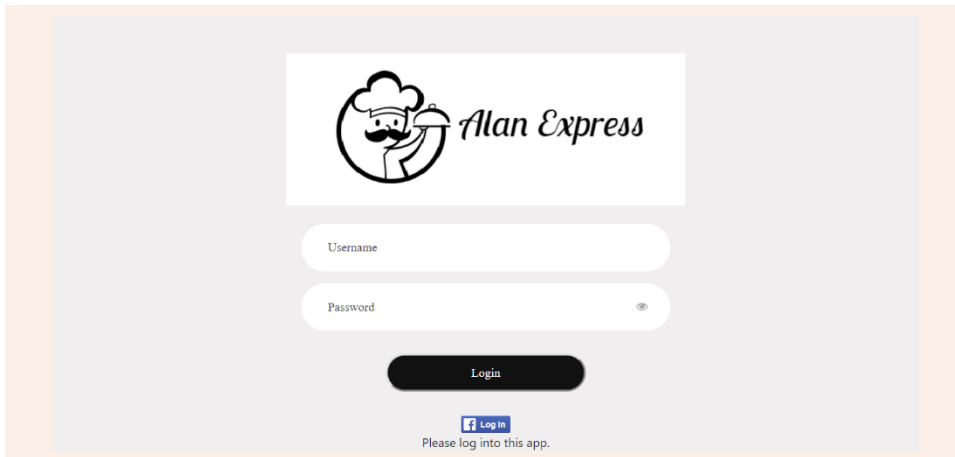 Alan Express
Username
Password
Login
f Log In
Please log into this app.